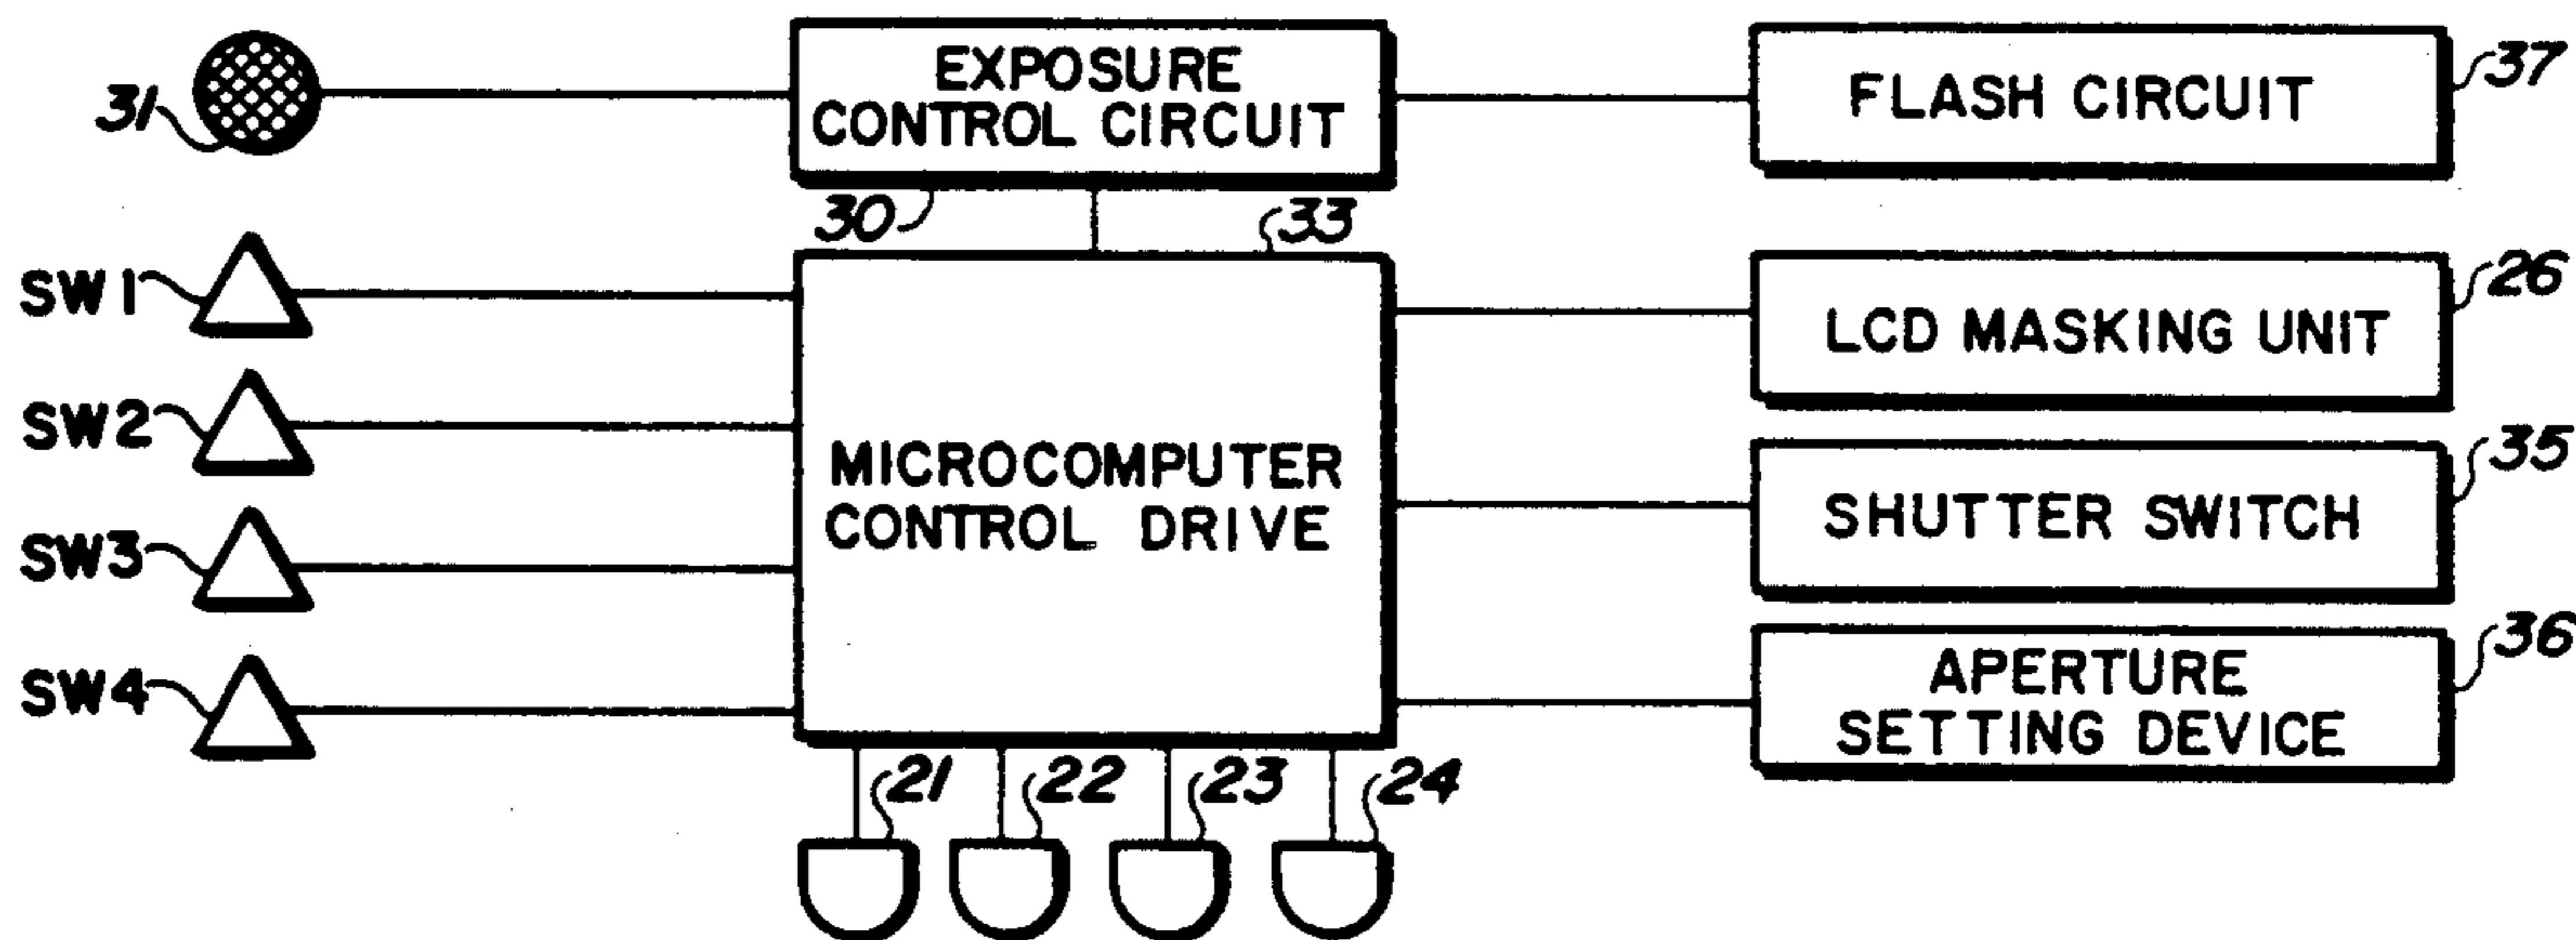 31
EXPOSURE
CONTROL CIRCUIT
30
FLASH CIRCUIT
37
33
SW1
SW2
SW3
SW4
MICROCOMPUTER
CONTROL DRIVE
LCD MASKING UNIT
26
SHUTTER SWITCH
35
APERTURE
SETTING DEVICE
36
21
22
23
24